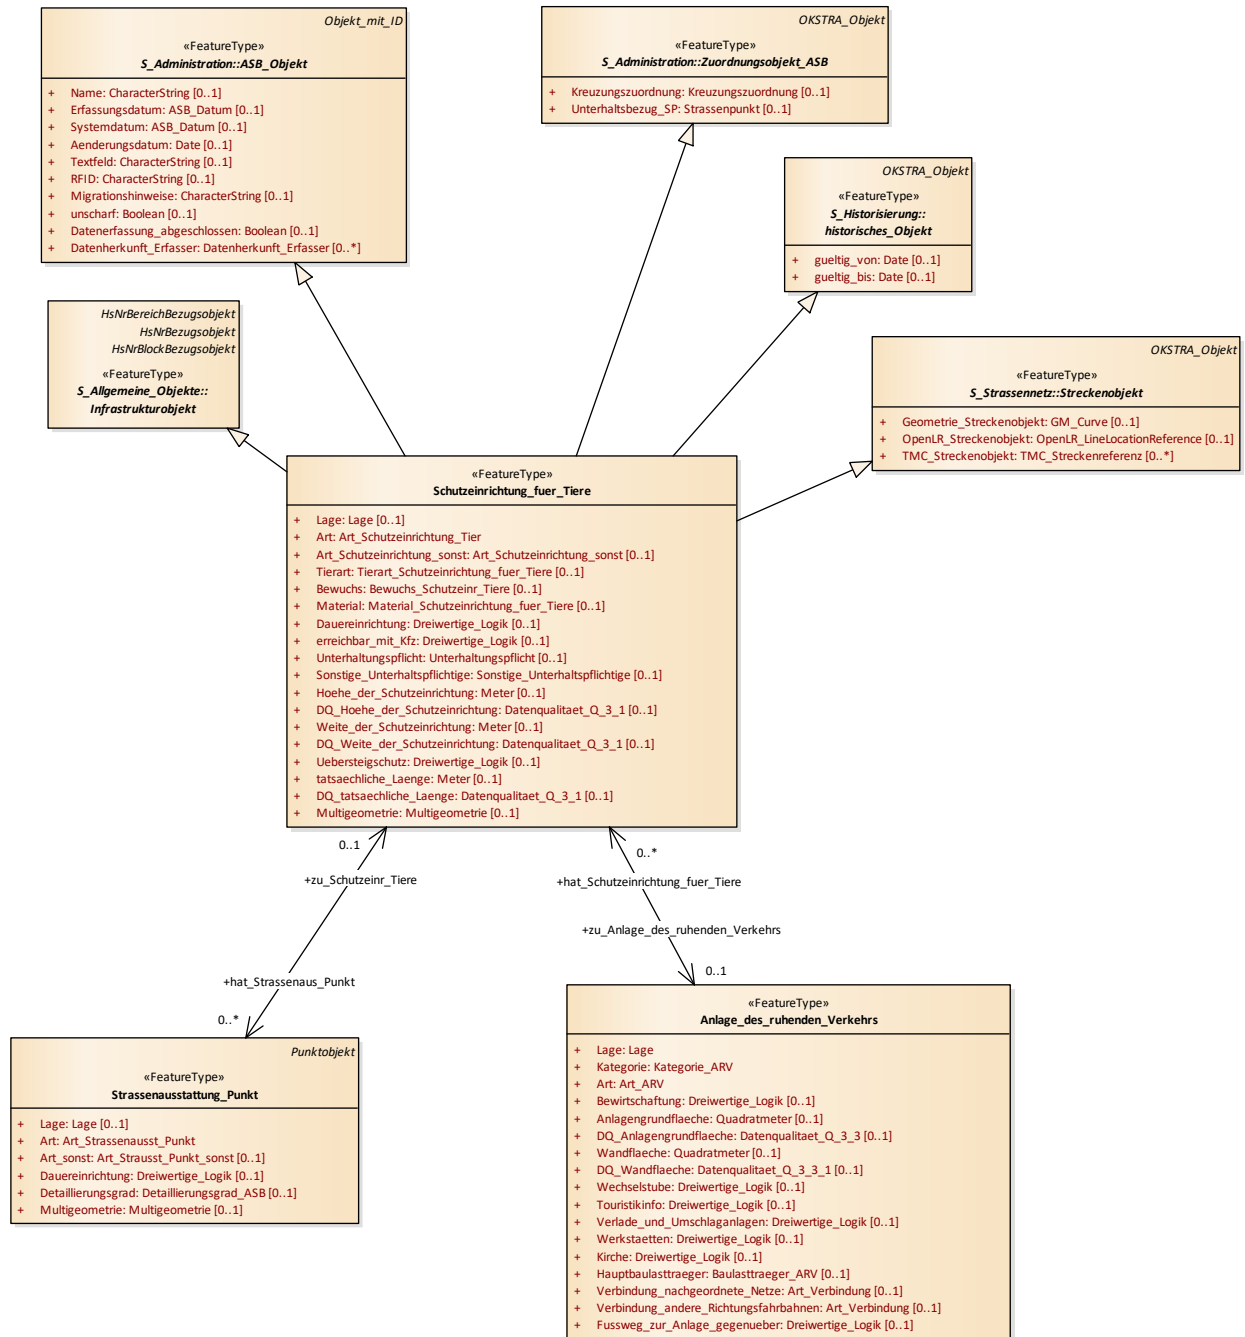 Objekt_mit_ID
«FeatureType»
S_Administration::ASB_Objekt
+ Name: CharacterString [0..1]
+ Erfassungsdatum: ASB_Datum [0..1]
+ Systemdatum: ASB_Datum [0..1]
+ Aenderungsdatum: Date [0..1]
+ Textfeld: CharacterString [0..1]
+ RFID: CharacterString [0..1]
+ Migrationshinweise: CharacterString [0..1]
+ unscharf: Boolean [0..1]
+ Datenerfassung_abgeschlossen: Boolean [0..1]
+ Datenherkunft_Erfasser: Datenherkunft_Erfasser [0..*]
OKSTRA_Objekt
«FeatureType»
S_Administration::Zuordnungsobjekt_ASB
+ Kreuzungszuordnung: Kreuzungszuordnung [0..1]
+ Unterhaltsbezug_SP: Strassenpunkt [0..1]
OKSTRA_Objekt
«FeatureType»
S_Historisierung::
historisches_Objekt
+ gueltig_von: Date [0..1]
+ gueltig_bis: Date [0..1]
HsNrBereichBezugsobjekt
HsNrBezugsobjekt
HsNrBlockBezugsobjekt
«FeatureType»
S_Allgemeine_Objekte::
Infrastrukturobjekt
OKSTRA_Objekt
«FeatureType»
S_Strassennetz::Streckenobjekt
+ Geometrie_Streckenobjekt: GM_Curve [0..1]
+ OpenLR_Streckenobjekt: OpenLR_LineLocationReference [0..1]
+ TMC_Streckenobjekt: TMC_Streckenreferenz [0..*]
«FeatureType»
Schutzeinrichtung_fuer_Tiere
+ Lage: Lage [0..1]
+ Art: Art_Schutzeinrichtung_Tier
+ Art_Schutzeinrichtung_sonst: Art_Schutzeinrichtung_sonst [0..1]
+ Tierart: Tierart_Schutzeinrichtung_fuer_Tiere [0..1]
+ Bewuchs: Bewuchs_Schutzeinr_Tiere [0..1]
+ Material: Material_Schutzeinrichtung_fuer_Tiere [0..1]
+ Dauereinrichtung: Dreiwertige_Logik [0..1]
+ erreichbar_mit_Kfz: Dreiwertige_Logik [0..1]
+ Unterhaltungspflicht: Unterhaltungspflicht [0..1]
+ Sonstige_Unterhaltspflichtige: Sonstige_Unterhaltspflichtige [0..1]
+ Hoehe_der_Schutzeinrichtung: Meter [0..1]
+ DQ_Hoehe_der_Schutzeinrichtung: Datenqualitaet_Q_3_1 [0..1]
+ Weite_der_Schutzeinrichtung: Meter [0..1]
+ DQ_Weite_der_Schutzeinrichtung: Datenqualitaet_Q_3_1 [0..1]
+ Uebersteigschutz: Dreiwertige_Logik [0..1]
+ tatsaechliche_Laenge: Meter [0..1]
+ DQ_tatsaechliche_Laenge: Datenqualitaet_Q_3_1 [0..1]
+ Multigeometrie: Multigeometrie [0..1]
0..1
+zu_Schutzeinr_Tiere
+hat_Strassenaus_Punkt
0..*
0..*
+hat_Schutzeinrichtung_fuer_Tiere
+zu_Anlage_des_ruhenden_Verkehrs
0..1
Punktobjekt
«FeatureType»
Strassenausstattung_Punkt
+ Lage: Lage [0..1]
+ Art: Art_Strassenausst_Punkt
+ Art_sonst: Art_Strausst_Punkt_sonst [0..1]
+ Dauereinrichtung: Dreiwertige_Logik [0..1]
+ Detaillierungsgrad: Detaillierungsgrad_ASB [0..1]
+ Multigeometrie: Multigeometrie [0..1]
«FeatureType»
Anlage_des_ruhenden_Verkehrs
+ Lage: Lage
+ Kategorie: Kategorie_ARV
+ Art: Art_ARV
+ Bewirtschaftung: Dreiwertige_Logik [0..1]
+ Anlagengrundflaeche: Quadratmeter [0..1]
+ DQ_Anlagengrundflaeche: Datenqualitaet_Q_3_3 [0..1]
+ Wandflaeche: Quadratmeter [0..1]
+ DQ_Wandflaeche: Datenqualitaet_Q_3_3_1 [0..1]
+ Wechselstube: Dreiwertige_Logik [0..1]
+ Touristikinfo: Dreiwertige_Logik [0..1]
+ Verlade_und_Umschlaganlagen: Dreiwertige_Logik [0..1]
+ Werkstaetten: Dreiwertige_Logik [0..1]
+ Kirche: Dreiwertige_Logik [0..1]
+ Hauptbaulasttraeger: Baulasttraeger_ARV [0..1]
+ Verbindung_nachgeordnete_Netze: Art_Verbindung [0..1]
+ Verbindung_andere_Richtungsfahrbahnen: Art_Verbindung [0..1]
+ Fussweg_zur_Anlage_gegenueber: Dreiwertige_Logik [0..1]